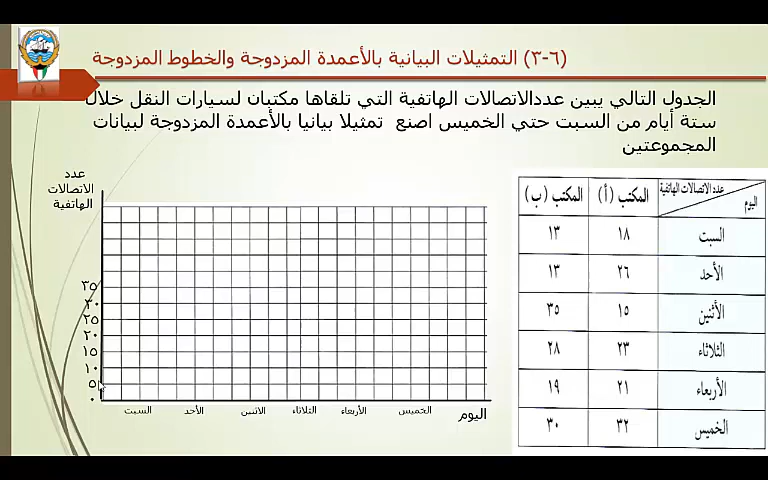 (٣-٦) التمثيلات البيانية بالأعمدة المزدوجة والخطوط المزدوجة
الجدول التالي يبين عددالاتصالات الهاتفية التي تلقاها مكتبان لسيارات النقل خلال
ستة أيام من السبت حتي الخميس اصنع تمثيلا بيانيا بالأعمدة المزدوجة لبيانات
المجموعتين
عدد
الاتصالات
الهاتفية
٣٥
٣٠
٢٥
٢٠
١٥
١٠
٥
٠
السبت الأحد الاثنين الثلاثاء الأربعاء الخميس اليوم
عدد الاتصالات الهاتفية اليوم المكتب (أ) المكتب (ب)
السبت ١٨ ١٣
الأحد ٢٦ ١٣
الأثنين ١٥ ٣٥
الثلاثاء ٢٣ ٢٨
الأربعاء ٢١ ١٩
الخميس ٣٢ ٣٠